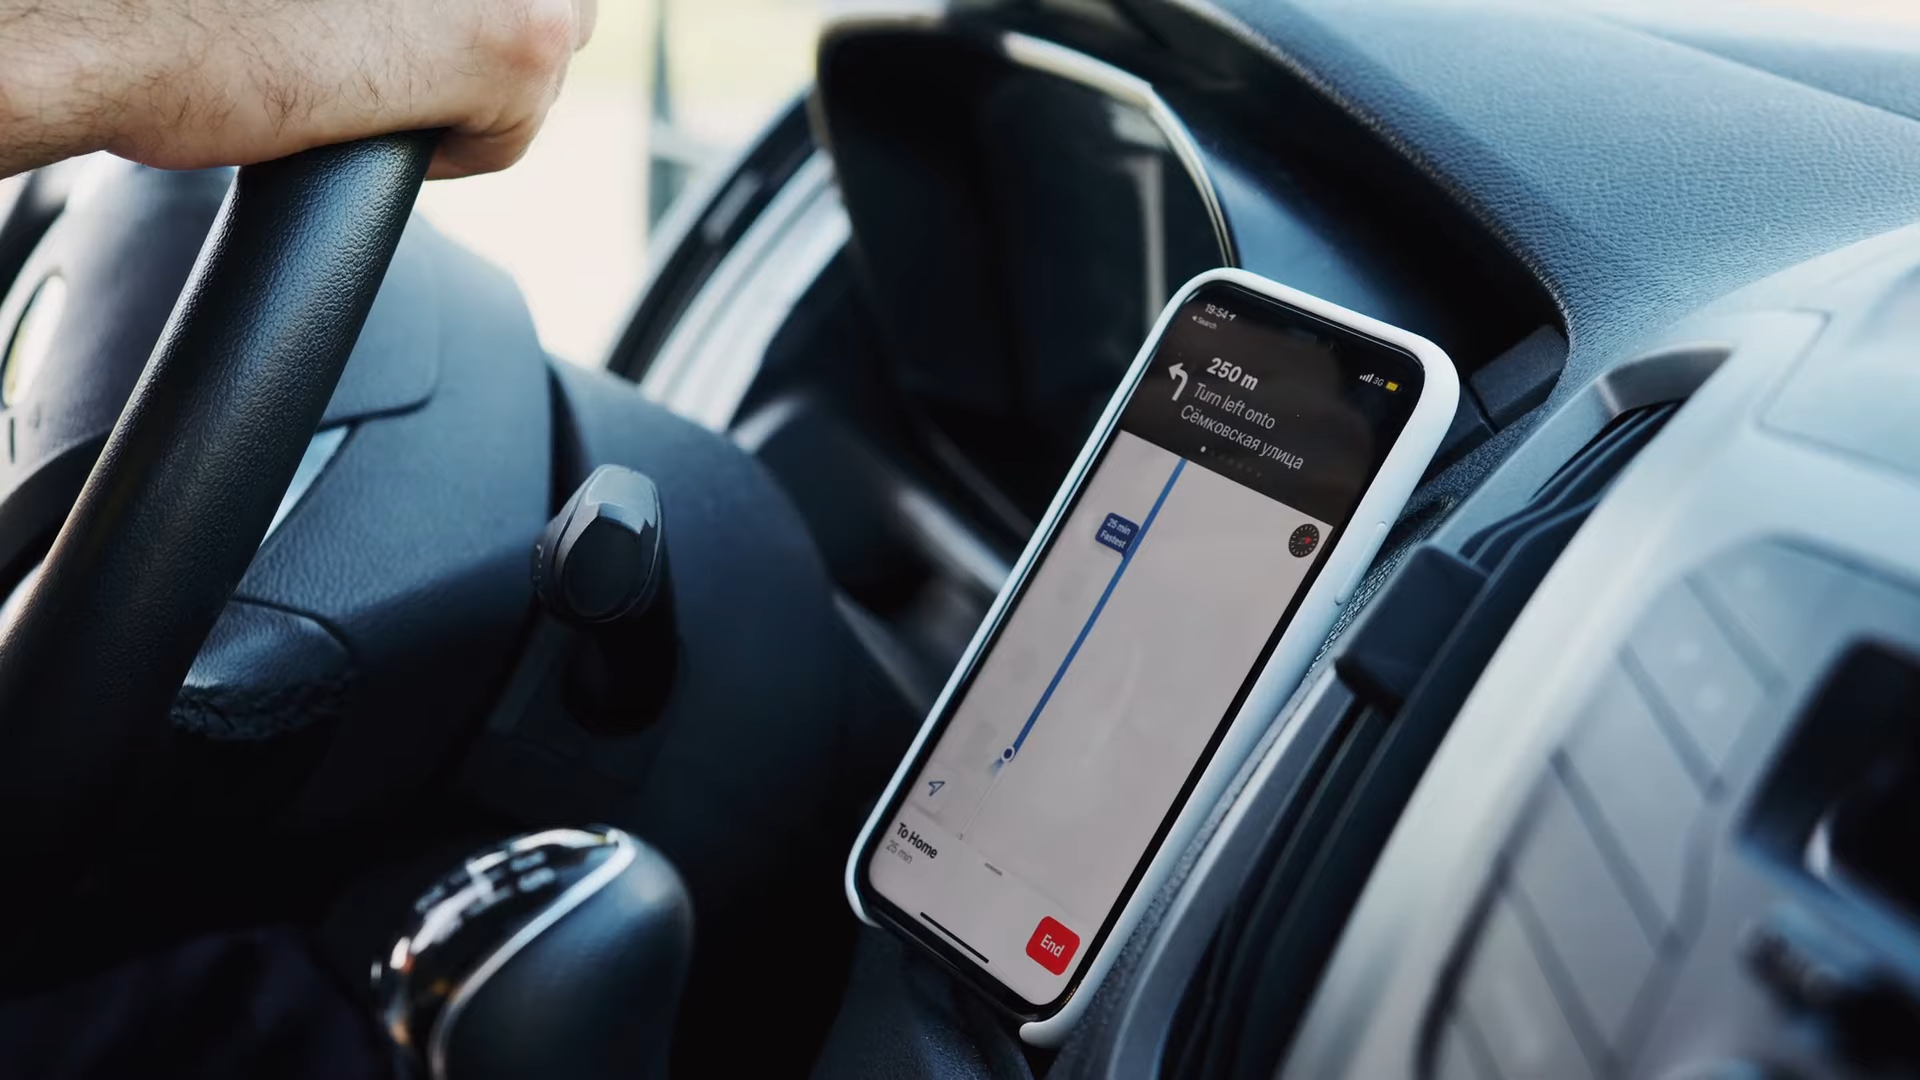 19:54
Search
3G
250 m
Turn left onto
Сёмковская улица
25 min
Fastest
To Home
25 min
End